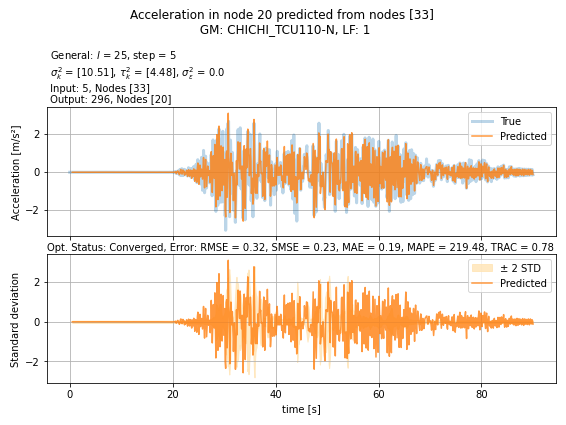 Acceleration in node 20 predicted from nodes [33]
GM: CHICHI_TCU110-N, LF: 1
General: l = 25, step = 5
σ²ₖ = [10.51], τ²ₖ = [4.48], σ²ε = 0.0
Input: 5, Nodes [33]
Output: 296, Nodes [20]
Acceleration [m/s²]
2
0
−2
True
Predicted
Opt. Status: Converged, Error: RMSE = 0.32, SMSE = 0.23, MAE = 0.19, MAPE = 219.48, TRAC = 0.78
Standard deviation
2
0
−2
± 2 STD
Predicted
0 20 40 60 80
time [s]